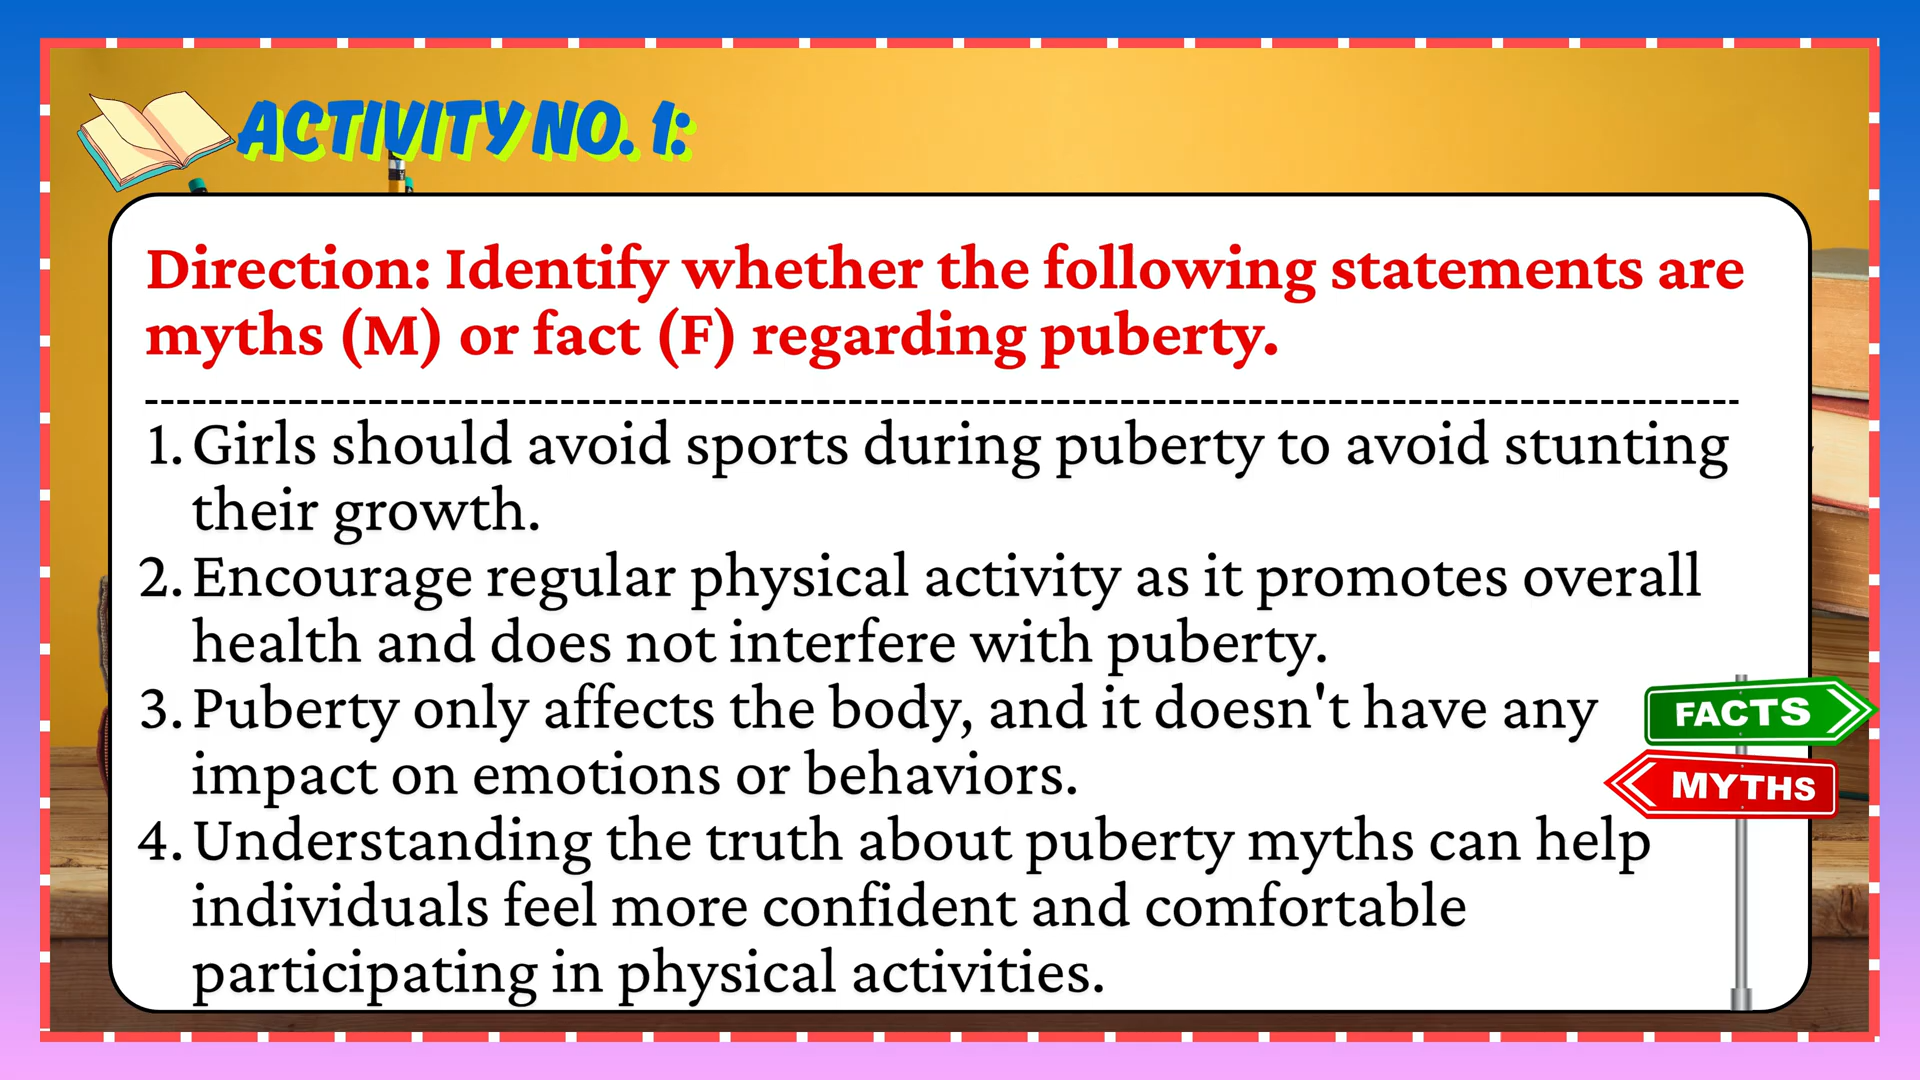 ACTIVITY NO. 1:
Direction: Identify whether the following statements are
myths (M) or fact (F) regarding puberty.
1. Girls should avoid sports during puberty to avoid stunting
their growth.
2. Encourage regular physical activity as it promotes overall
health and does not interfere with puberty.
3. Puberty only affects the body, and it doesn't have any
impact on emotions or behaviors.
4. Understanding the truth about puberty myths can help
individuals feel more confident and comfortable
participating in physical activities.
FACTS
MYTHS